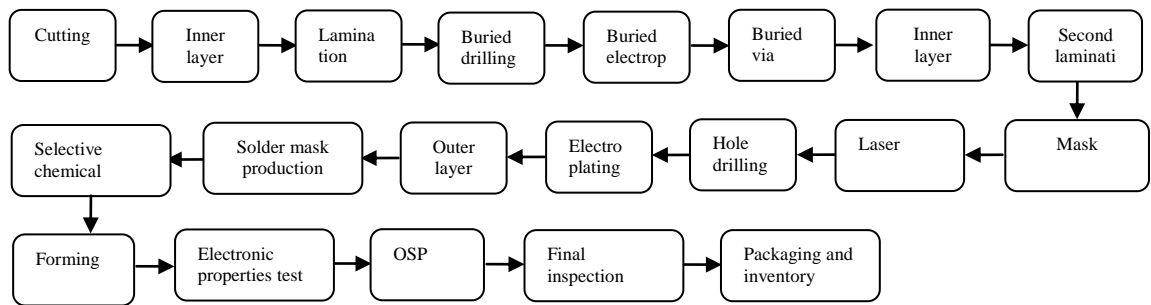 Cutting
Inner
layer
Lamina
tion
Buried
drilling
Buried
electrop
Buried
via
Inner
layer
Second
laminati
Mask
Laser
Hole
drilling
Electro
plating
Outer
layer
Solder mask
production
Selective
chemical
Forming
Electronic
properties test
OSP
Final
inspection
Packaging and
inventory